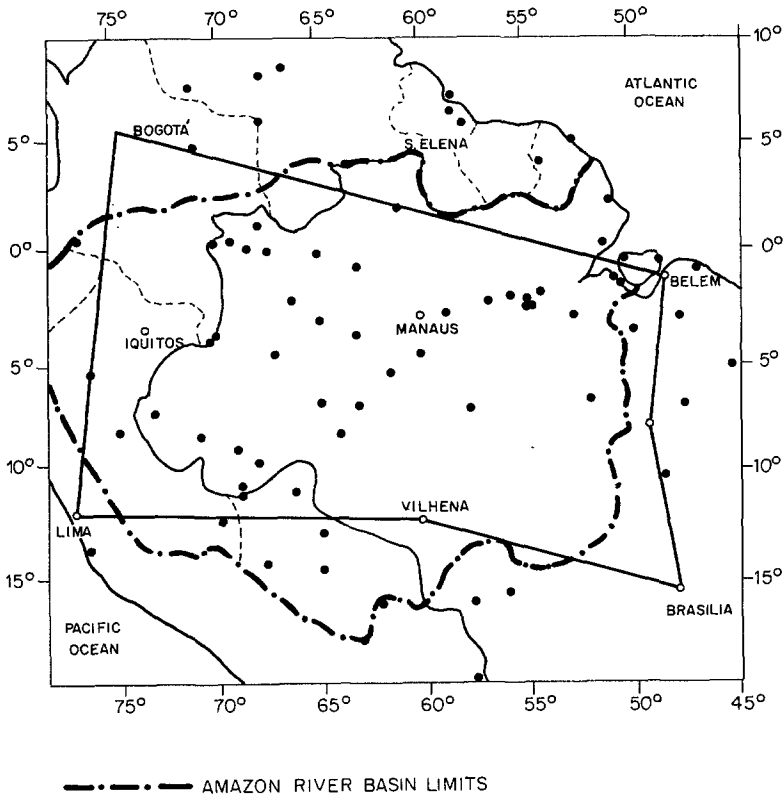 75° 70° 65° 60° 55° 50°
10°
ATLANTIC
OCEAN
BOGOTA
5° S. ELENA 5°
0° 0°
BELEM
MANAUS
IQUITOS
5° 5°
10° 10°
VILHENA
LIMA
15° 15°
BRASILIA
PACIFIC
OCEAN
75° 70° 65° 60° 55° 50° 45°
AMAZON RIVER BASIN LIMITS